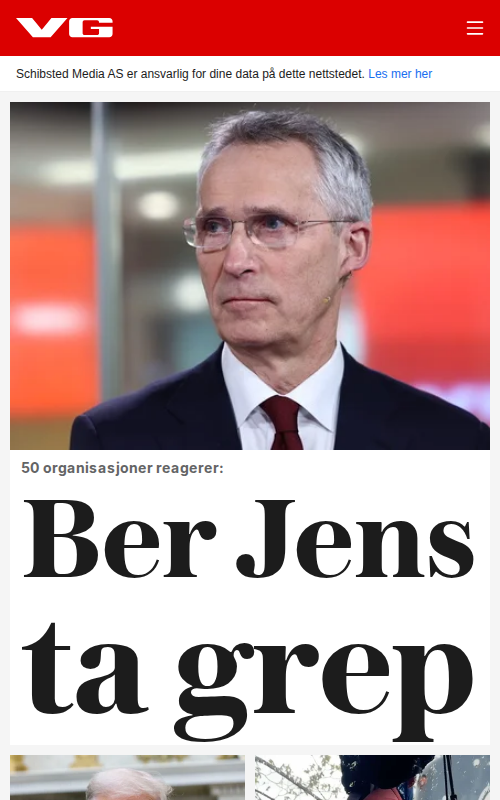 VG
Schibsted Media AS er ansvarlig for dine data på dette nettstedet. Les mer her
50 organisasjoner reagerer:
Ber Jens
ta grep